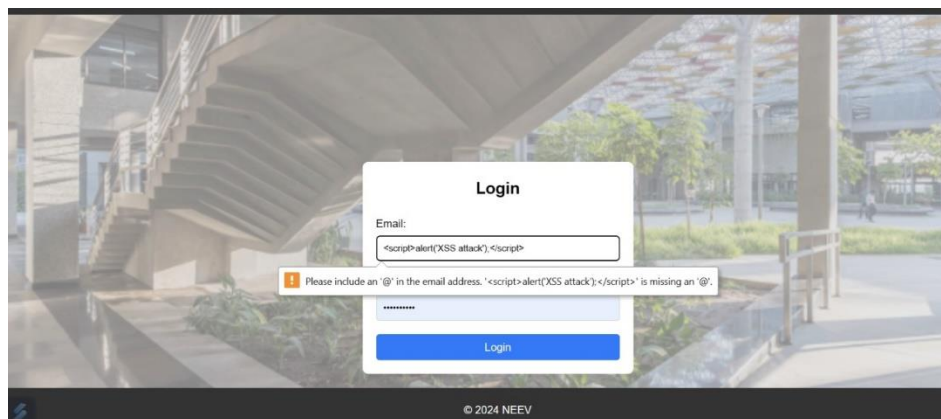 Login
Email:
<script>alert('XSS attack');</script>
Please include an '@' in the email address. '<script>alert('XSS attack');</script>' is missing an '@'.
Login
© 2024 NEEV